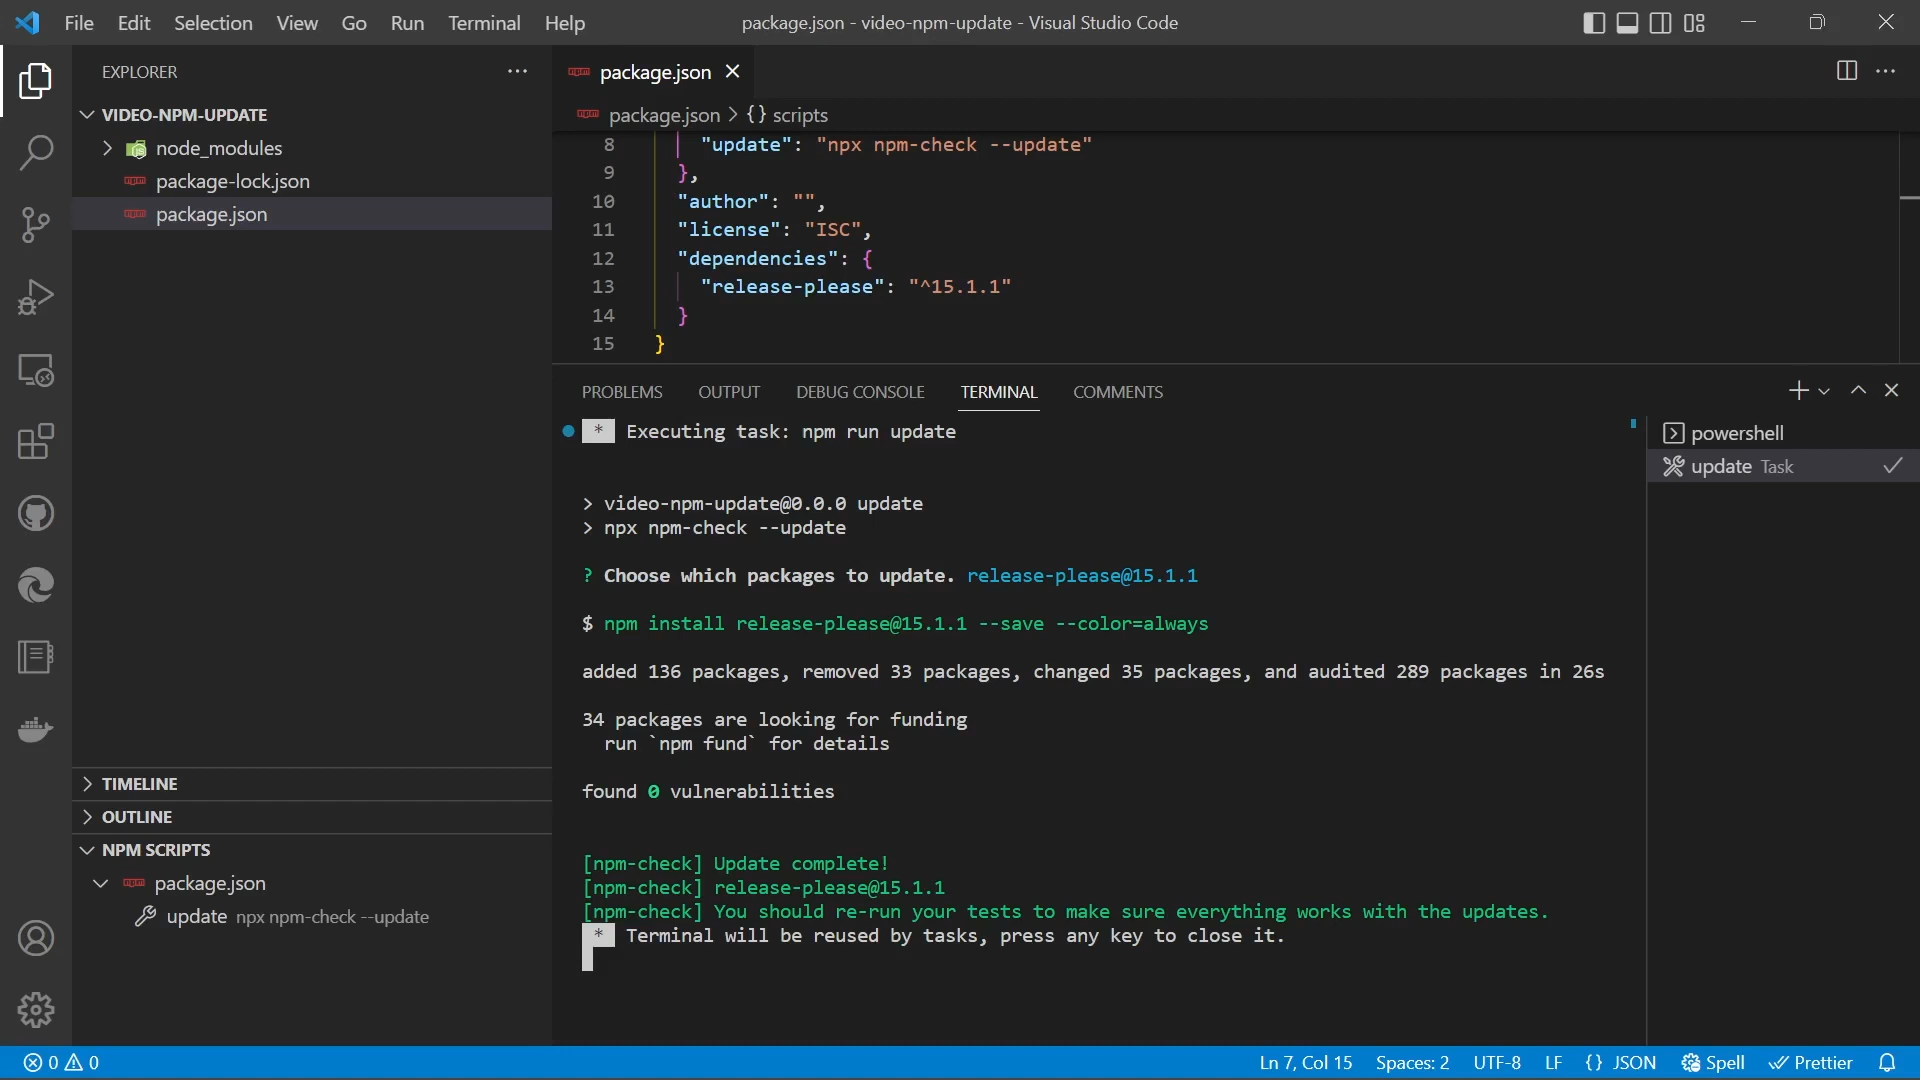 File Edit Selection View Go Run Terminal Help
package.json - video-npm-update - Visual Studio Code
EXPLORER
VIDEO-NPM-UPDATE
node_modules
package-lock.json
package.json
TIMELINE
OUTLINE
NPM SCRIPTS
package.json
update npx npm-check --update
package.json
package.json > {} scripts
8 "update": "npx npm-check --update"
9 },
10 "author": "",
11 "license": "ISC",
12 "dependencies": {
13 "release-please": "^15.1.1"
14 }
15 }
PROBLEMS OUTPUT DEBUG CONSOLE TERMINAL COMMENTS
* Executing task: npm run update
> video-npm-update@0.0.0 update
> npx npm-check --update
? Choose which packages to update. release-please@15.1.1
$ npm install release-please@15.1.1 --save --color=always
added 136 packages, removed 33 packages, changed 35 packages, and audited 289 packages in 26s
34 packages are looking for funding
run `npm fund` for details
found 0 vulnerabilities
[npm-check] Update complete!
[npm-check] release-please@15.1.1
[npm-check] You should re-run your tests to make sure everything works with the updates.
* Terminal will be reused by tasks, press any key to close it.
powershell
update Task
0 0
Ln 7, Col 15 Spaces: 2 UTF-8 LF {} JSON Spell Prettier